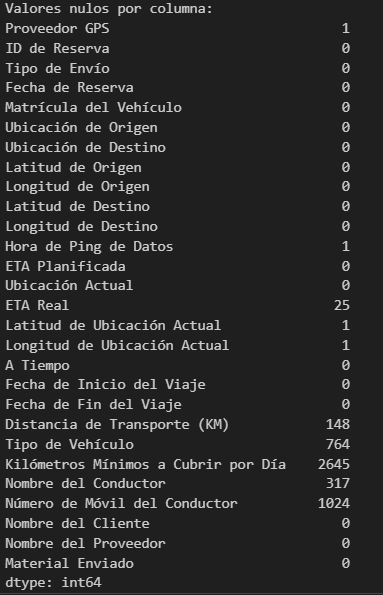 Valores nulos por columna:
Proveedor GPS 1
ID de Reserva 0
Tipo de Envío 0
Fecha de Reserva 0
Matrícula del Vehículo 0
Ubicación de Origen 0
Ubicación de Destino 0
Latitud de Origen 0
Longitud de Origen 0
Latitud de Destino 0
Longitud de Destino 0
Hora de Ping de Datos 1
ETA Planificada 0
Ubicación Actual 0
ETA Real 25
Latitud de Ubicación Actual 1
Longitud de Ubicación Actual 1
A Tiempo 0
Fecha de Inicio del Viaje 0
Fecha de Fin del Viaje 0
Distancia de Transporte (KM) 148
Tipo de Vehículo 764
Kilómetros Mínimos a Cubrir por Día 2645
Nombre del Conductor 317
Número de Móvil del Conductor 1024
Nombre del Cliente 0
Nombre del Proveedor 0
Material Enviado 0
dtype: int64